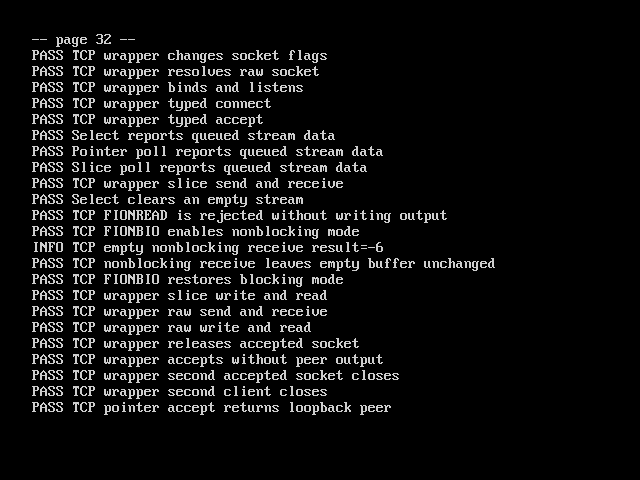 -- page 32 --
PASS TCP wrapper changes socket flags
PASS TCP wrapper resolves raw socket
PASS TCP wrapper binds and listens
PASS TCP wrapper typed connect
PASS TCP wrapper typed accept
PASS Select reports queued stream data
PASS Pointer poll reports queued stream data
PASS Slice poll reports queued stream data
PASS TCP wrapper slice send and receive
PASS Select clears an empty stream
PASS TCP FIONREAD is rejected without writing output
PASS TCP FIONBIO enables nonblocking mode
INFO TCP empty nonblocking receive result=-6
PASS TCP nonblocking receive leaves empty buffer unchanged
PASS TCP FIONBIO restores blocking mode
PASS TCP wrapper slice write and read
PASS TCP wrapper raw send and receive
PASS TCP wrapper raw write and read
PASS TCP wrapper releases accepted socket
PASS TCP wrapper accepts without peer output
PASS TCP wrapper second accepted socket closes
PASS TCP wrapper second client closes
PASS TCP pointer accept returns loopback peer